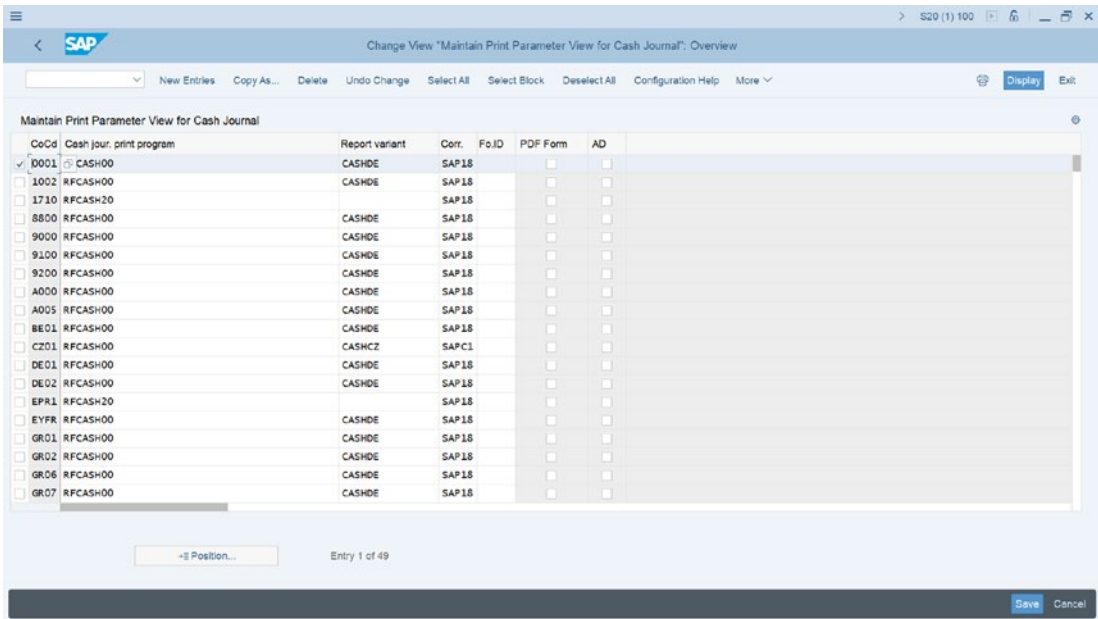 S20 (1) 100
SAP
Change View "Maintain Print Parameter View for Cash Journal": Overview
New Entries Copy As... Delete Undo Change Select All Select Block Deselect All Configuration Help More Display Exit
Maintain Print Parameter View for Cash Journal
CoCd Cash jour. print program Report variant Corr. Fo.ID PDF Form AD
0001 CASH00 CASHDE SAP18
1002 RFCASH00 CASHDE SAP18
1710 RFCASH20 SAP18
8800 RFCASH00 CASHDE SAP18
9000 RFCASH00 CASHDE SAP18
9100 RFCASH00 CASHDE SAP18
9200 RFCASH00 CASHDE SAP18
A000 RFCASH00 CASHDE SAP18
A005 RFCASH00 CASHDE SAP18
BE01 RFCASH00 CASHDE SAP18
CZ01 RFCASH00 CASHCZ SAPC1
DE01 RFCASH00 CASHDE SAP18
DE02 RFCASH00 CASHDE SAP18
EPR1 RFCASH20 SAP18
EYFR RFCASH00 CASHDE SAP18
GR01 RFCASH00 CASHDE SAP18
GR02 RFCASH00 CASHDE SAP18
GR06 RFCASH00 CASHDE SAP18
GR07 RFCASH00 CASHDE SAP18
Position... Entry 1 of 49
Save Cancel